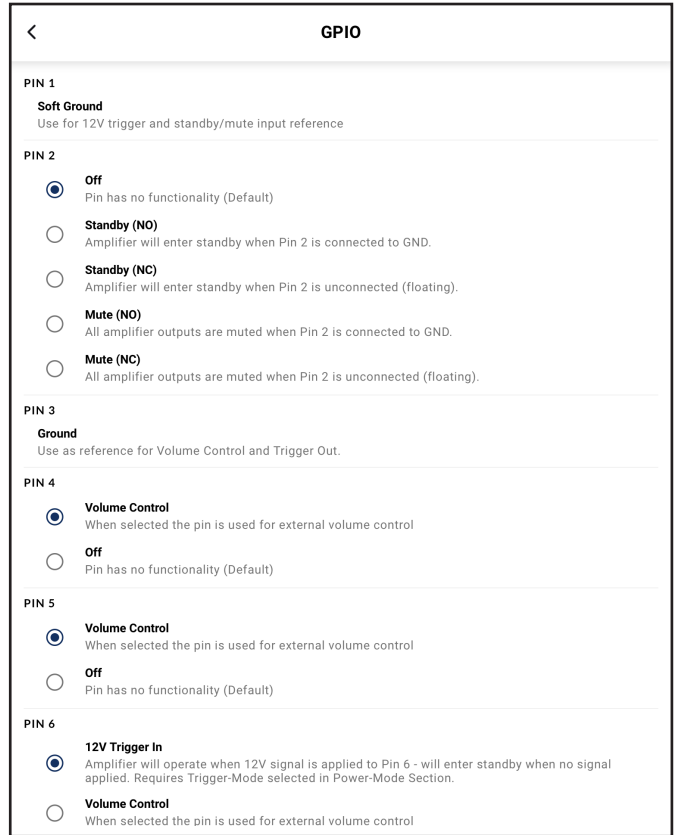 GPIO
PIN 1
Soft Ground
Use for 12V trigger and standby/mute input reference
PIN 2
Off
Pin has no functionality (Default)
Standby (NO)
Amplifier will enter standby when Pin 2 is connected to GND.
Standby (NC)
Amplifier will enter standby when Pin 2 is unconnected (floating).
Mute (NO)
All amplifier outputs are muted when Pin 2 is connected to GND.
Mute (NC)
All amplifier outputs are muted when Pin 2 is unconnected (floating).
PIN 3
Ground
Use as reference for Volume Control and Trigger Out.
PIN 4
Volume Control
When selected the pin is used for external volume control
Off
Pin has no functionality (Default)
PIN 5
Volume Control
When selected the pin is used for external volume control
Off
Pin has no functionality (Default)
PIN 6
12V Trigger In
Amplifier will operate when 12V signal is applied to Pin 6 - will enter standby when no signal
applied. Requires Trigger-Mode selected in Power-Mode Section.
Volume Control
When selected the pin is used for external volume control